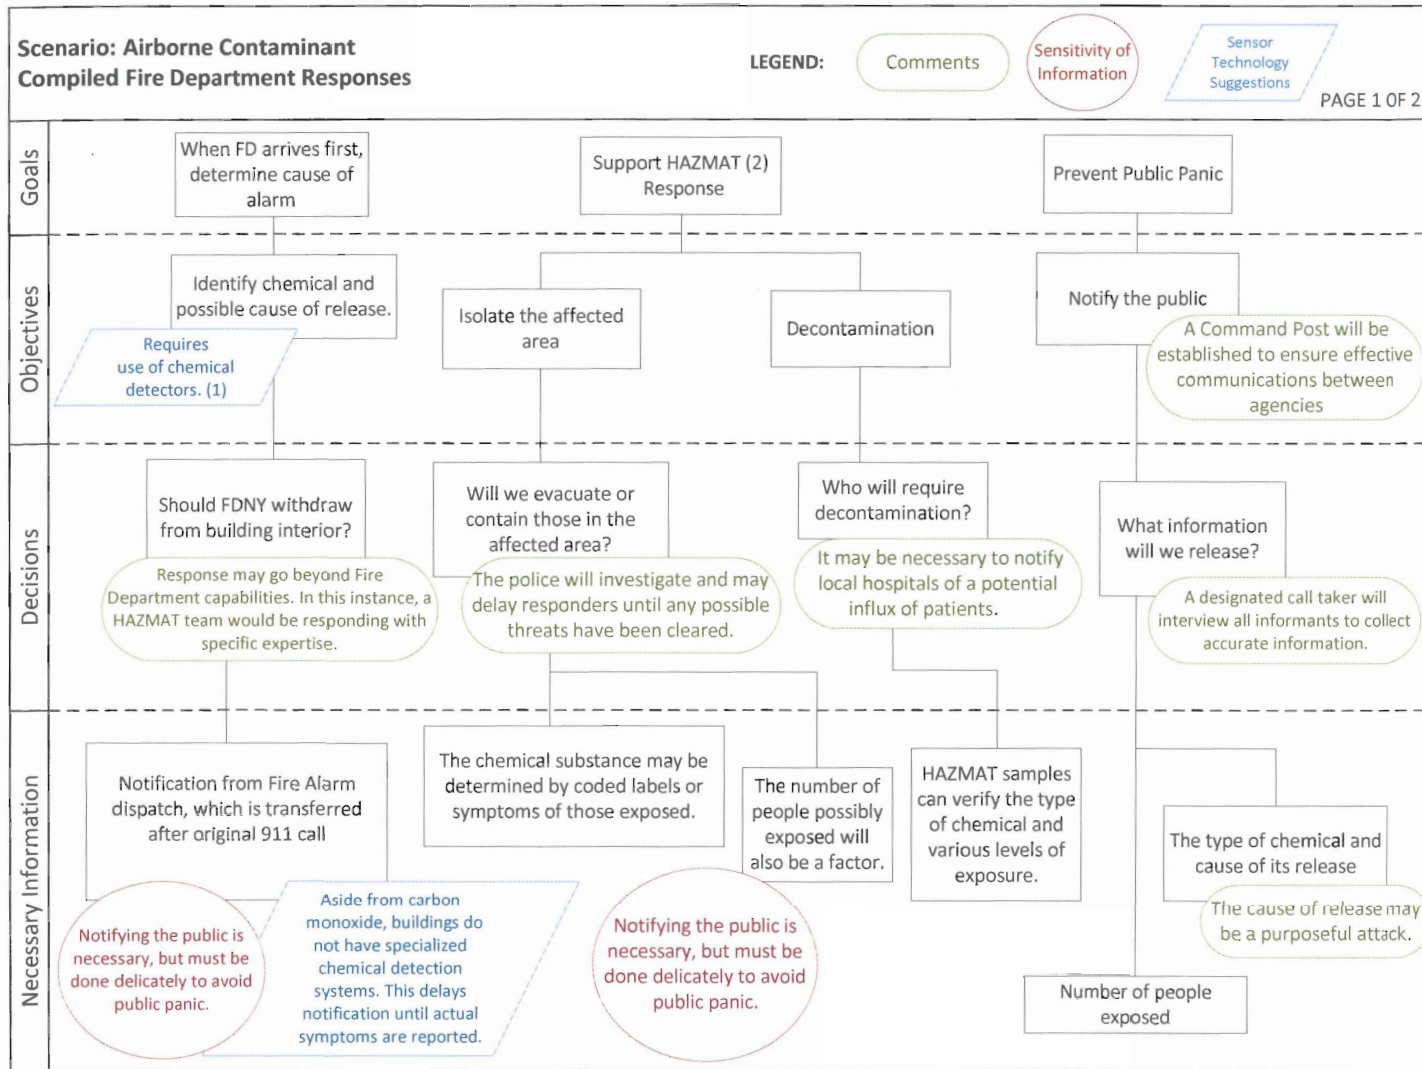 Scenario: Airborne Contaminant
Compiled Fire Department Responses
LEGEND:
Comments
Sensitivity of
Information
Sensor
Technology
Suggestions
PAGE 1 OF 2
Goals
When FD arrives first,
determine cause of
alarm
Support HAZMAT (2)
Response
Prevent Public Panic
Objectives
Identify chemical and
possible cause of release.
Requires
use of chemical
detectors. (1)
Isolate the affected
area
Decontamination
Notify the public
A Command Post will be
established to ensure effective
communications between
agencies
Decisions
Should FDNY withdraw
from building interior?
Response may go beyond Fire
Department capabilities. In this instance, a
HAZMAT team would be responding with
specific expertise.
Will we evacuate or
contain those in the
affected area?
The police will investigate and may
delay responders until any possible
threats have been cleared.
Who will require
decontamination?
It may be necessary to notify
local hospitals of a potential
influx of patients.
What information
will we release?
A designated call taker will
interview all informants to collect
accurate information.
Necessary Information
Notification from Fire Alarm
dispatch, which is transferred
after original 911 call
Notifying the public is
necessary, but must be
done delicately to avoid
public panic.
Aside from carbon
monoxide, buildings do
not have specialized
chemical detection
systems. This delays
notification until actual
symptoms are reported.
The chemical substance may be
determined by coded labels or
symptoms of those exposed.
The number of
people possibly
exposed will
also be a factor.
Notifying the public is
necessary, but must be
done delicately to avoid
public panic.
HAZMAT samples
can verify the type
of chemical and
various levels of
exposure.
The type of chemical and
cause of its release
The cause of release may
be a purposeful attack.
Number of people
exposed